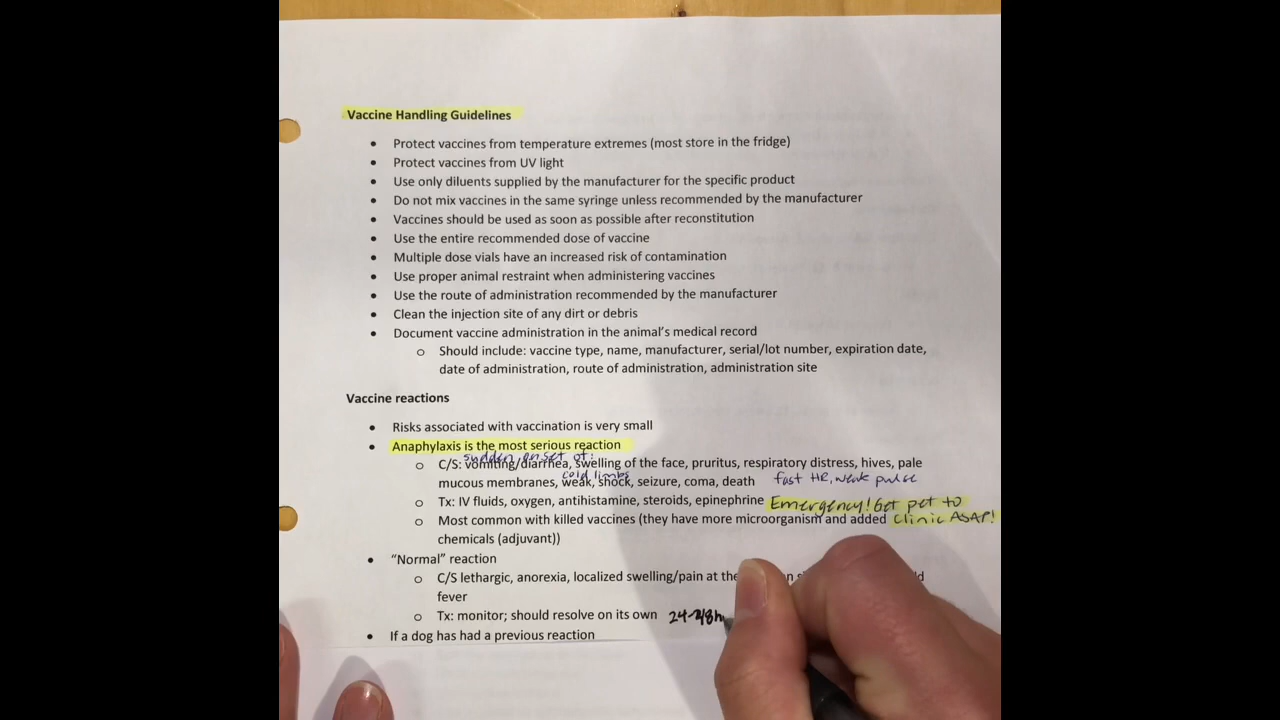 Vaccine Handling Guidelines
• Protect vaccines from temperature extremes (most store in the fridge)
• Protect vaccines from UV light
• Use only diluents supplied by the manufacturer for the specific product
• Do not mix vaccines in the same syringe unless recommended by the manufacturer
• Vaccines should be used as soon as possible after reconstitution
• Use the entire recommended dose of vaccine
• Multiple dose vials have an increased risk of contamination
• Use proper animal restraint when administering vaccines
• Use the route of administration recommended by the manufacturer
• Clean the injection site of any dirt or debris
• Document vaccine administration in the animal's medical record
o Should include: vaccine type, name, manufacturer, serial/lot number, expiration date,
date of administration, route of administration, administration site
Vaccine reactions
• Risks associated with vaccination is very small
• Anaphylaxis is the most serious reaction
sudden onset of:
o C/S: vomiting/diarrhea, swelling of the face, pruritus, respiratory distress, hives, pale
cold limbs
mucous membranes, weak, shock, seizure, coma, death fast HR, weak pulse
o Tx: IV fluids, oxygen, antihistamine, steroids, epinephrine Emergency! Get pet to
o Most common with killed vaccines (they have more microorganism and added clinic ASAP!
chemicals (adjuvant))
• "Normal" reaction
o C/S lethargic, anorexia, localized swelling/pain at the
fever
o Tx: monitor; should resolve on its own 24-48h
• If a dog has had a previous reaction